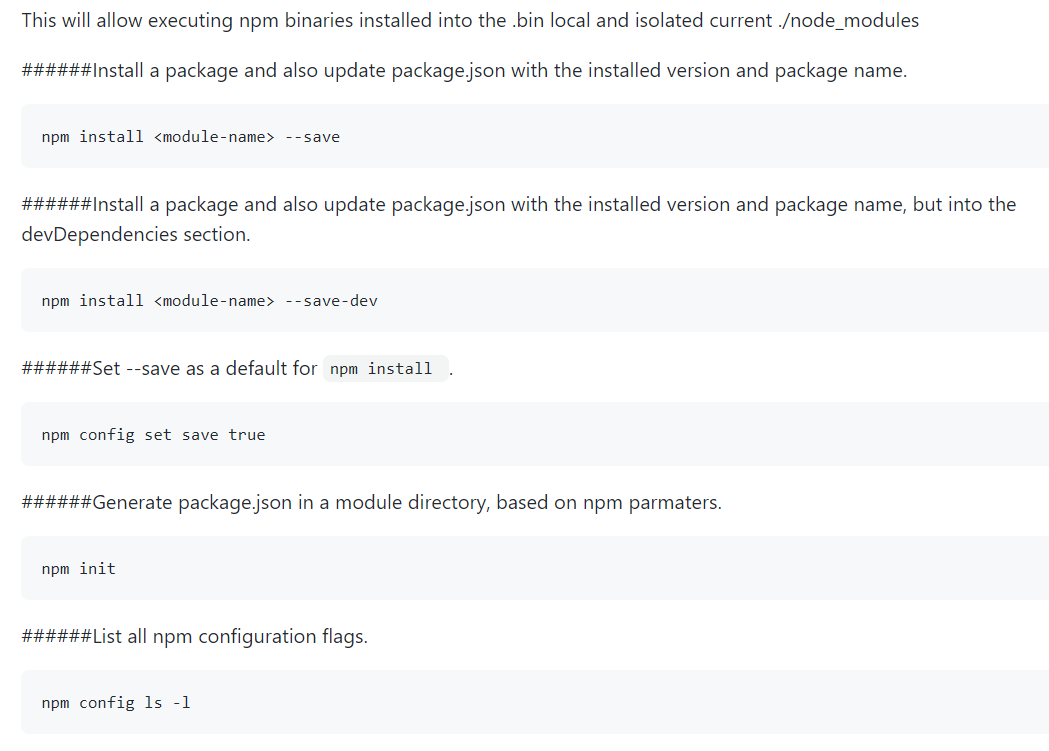 This will allow executing npm binaries installed into the .bin local and isolated current ./node_modules
######Install a package and also update package.json with the installed version and package name.
npm install <module-name> --save
######Install a package and also update package.json with the installed version and package name, but into the
devDependencies section.
npm install <module-name> --save-dev
######Set --save as a default for npm install .
npm config set save true
######Generate package.json in a module directory, based on npm parmaters.
npm init
######List all npm configuration flags.
npm config ls -l